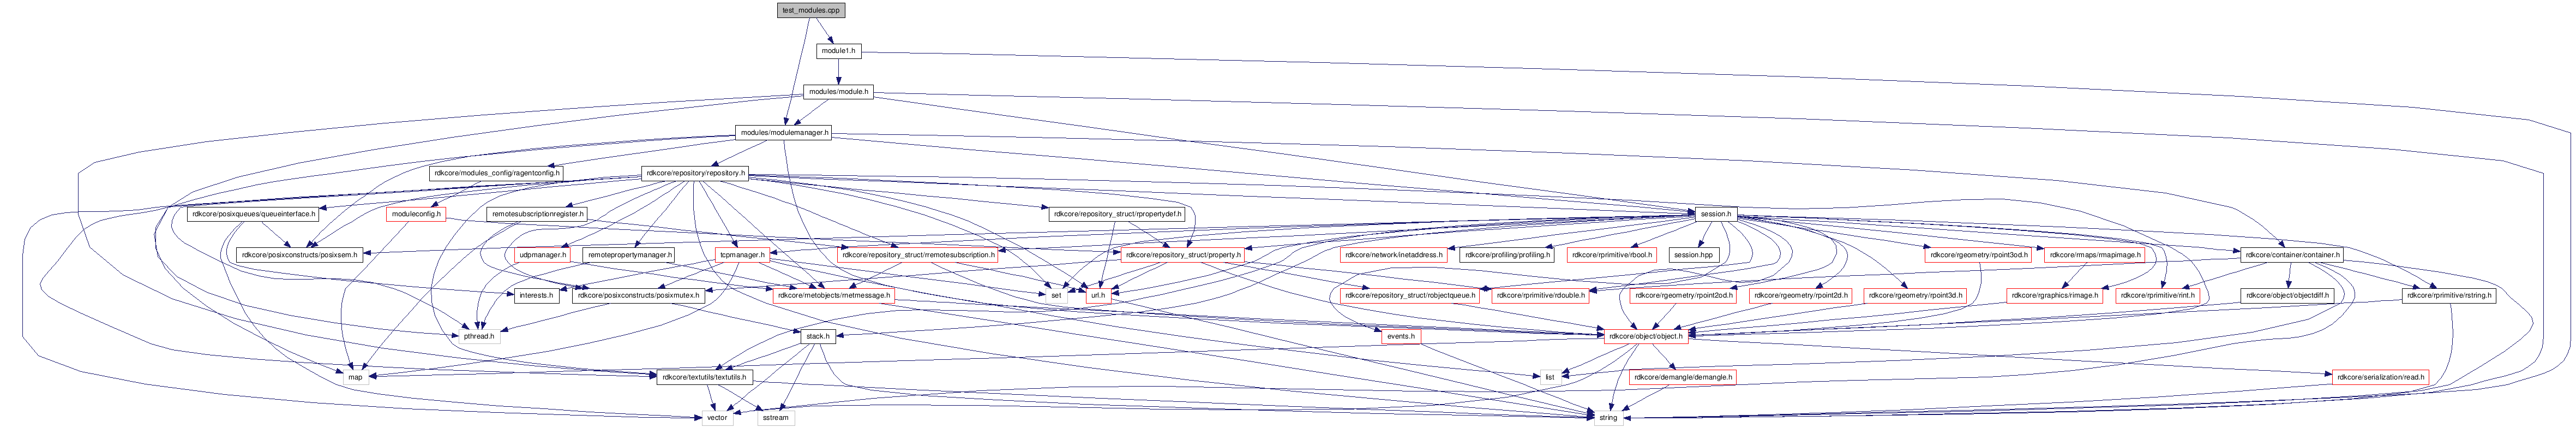 test_modules.cpp
module1.h
modules/module.h
modules/modulemanager.h
rdkcore/modules_config/ragentconfig.h
rdkcore/repository/repository.h
rdkcore/posixqueues/queueinterface.h
moduleconfig.h
remotesubscriptionregister.h
rdkcore/repository_struct/rpropertydef.h
session.h
rdkcore/posixconstructs/posixsem.h
udpmanager.h
remotepropertymanager.h
tcpmanager.h
rdkcore/repository_struct/remotesubscription.h
rdkcore/repository_struct/property.h
rdkcore/network/inetaddress.h
rdkcore/profiling/profiling.h
rdkcore/rprimitive/rbool.h
session.hpp
rdkcore/rgeometry/rpoint3od.h
rdkcore/rmaps/rmapimage.h
rdkcore/container/container.h
interests.h
rdkcore/posixconstructs/posixmutex.h
rdkcore/metobjects/metmessage.h
set
url.h
rdkcore/repository_struct/robjectqueue.h
rdkcore/rprimitive/rdouble.h
rdkcore/rgeometry/rpoint2od.h
rdkcore/rgeometry/rpoint2d.h
rdkcore/rgeometry/rpoint3d.h
rdkcore/rgraphics/rimage.h
rdkcore/rprimitive/rint.h
rdkcore/object/objectdiff.h
rdkcore/rprimitive/rstring.h
pthread.h
stack.h
events.h
rdkcore/object/object.h
map
rdkcore/textutils/textutils.h
list
rdkcore/demangle/demangle.h
rdkcore/serialization/read.h
vector
sstream
string